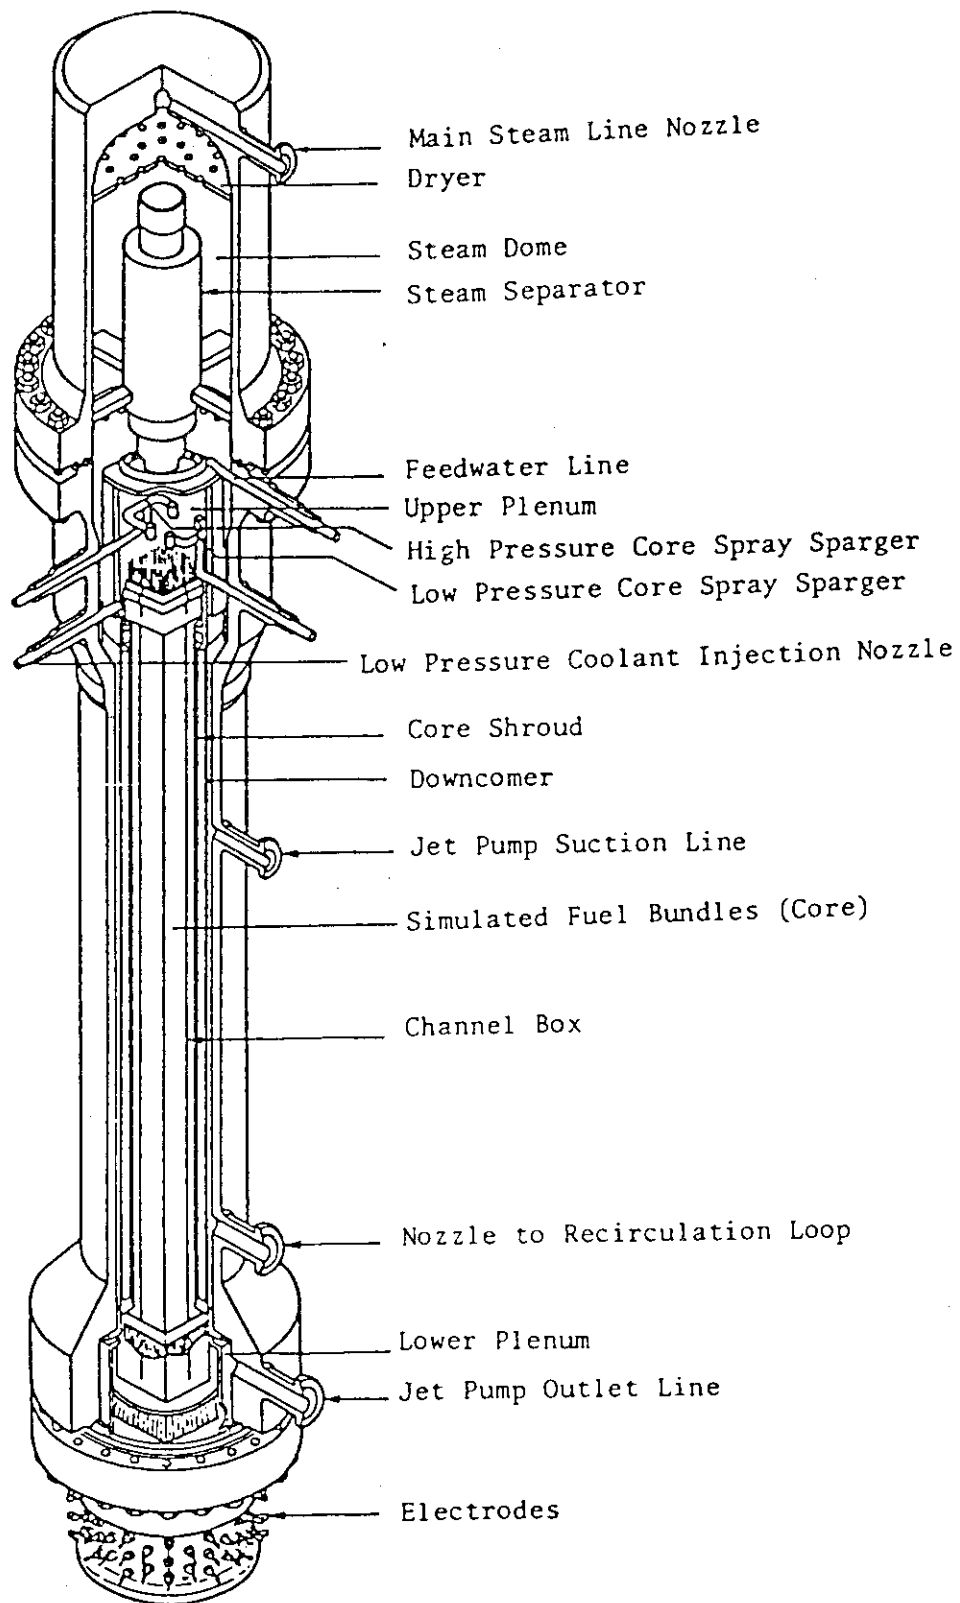 Main Steam Line Nozzle
Dryer
Steam Dome
Steam Separator
Feedwater Line
Upper Plenum
High Pressure Core Spray Sparger
Low Pressure Core Spray Sparger
Low Pressure Coolant Injection Nozzle
Core Shroud
Downcomer
Jet Pump Suction Line
Simulated Fuel Bundles (Core)
Channel Box
Nozzle to Recirculation Loop
Lower Plenum
Jet Pump Outlet Line
Electrodes